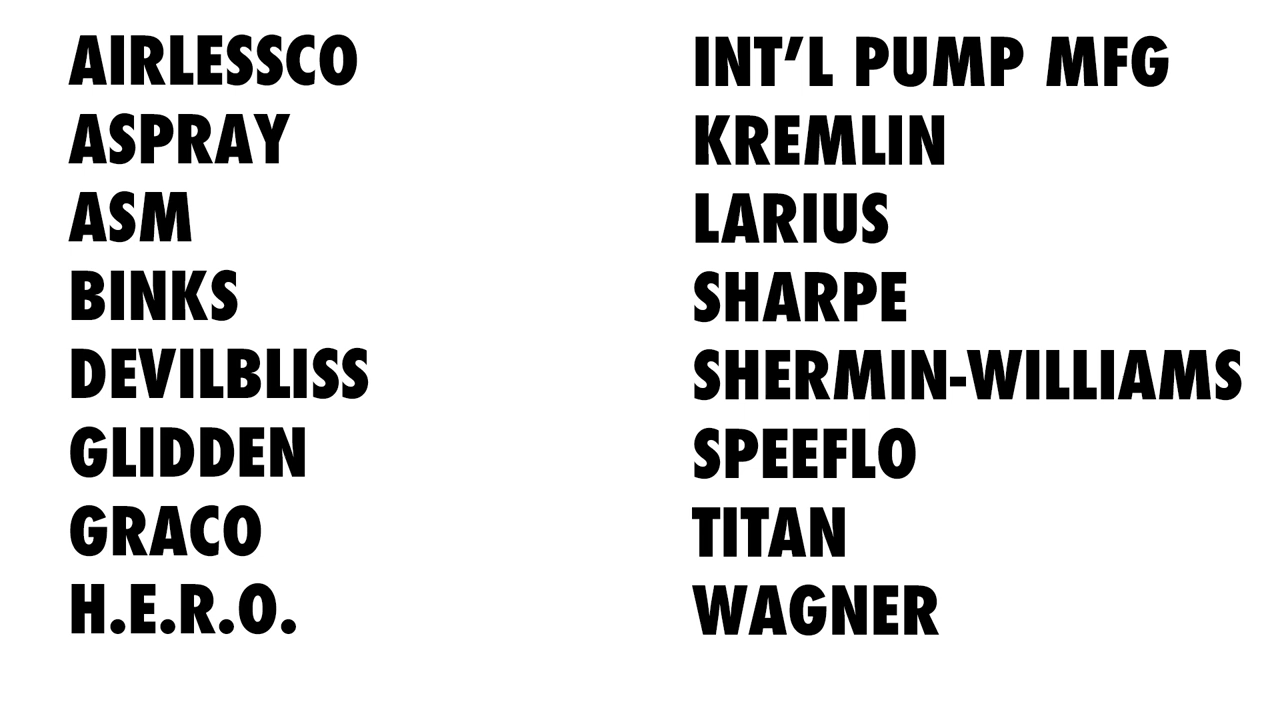 AIRLESSCO
ASPRAY
ASM
BINKS
DEVILBLISS
GLIDDEN
GRACO
H.E.R.O.
INT’L PUMP MFG
KREMLIN
LARIUS
SHARPE
SHERMIN-WILLIAMS
SPEEFLO
TITAN
WAGNER